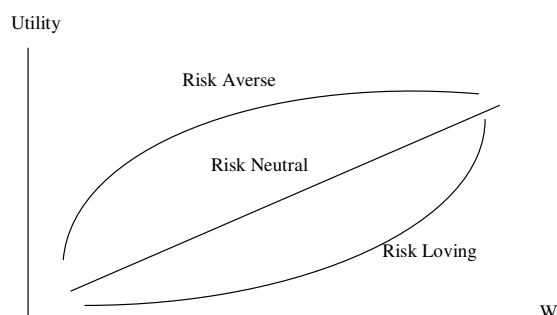 Utility
Risk Averse
Risk Neutral
Risk Loving
W